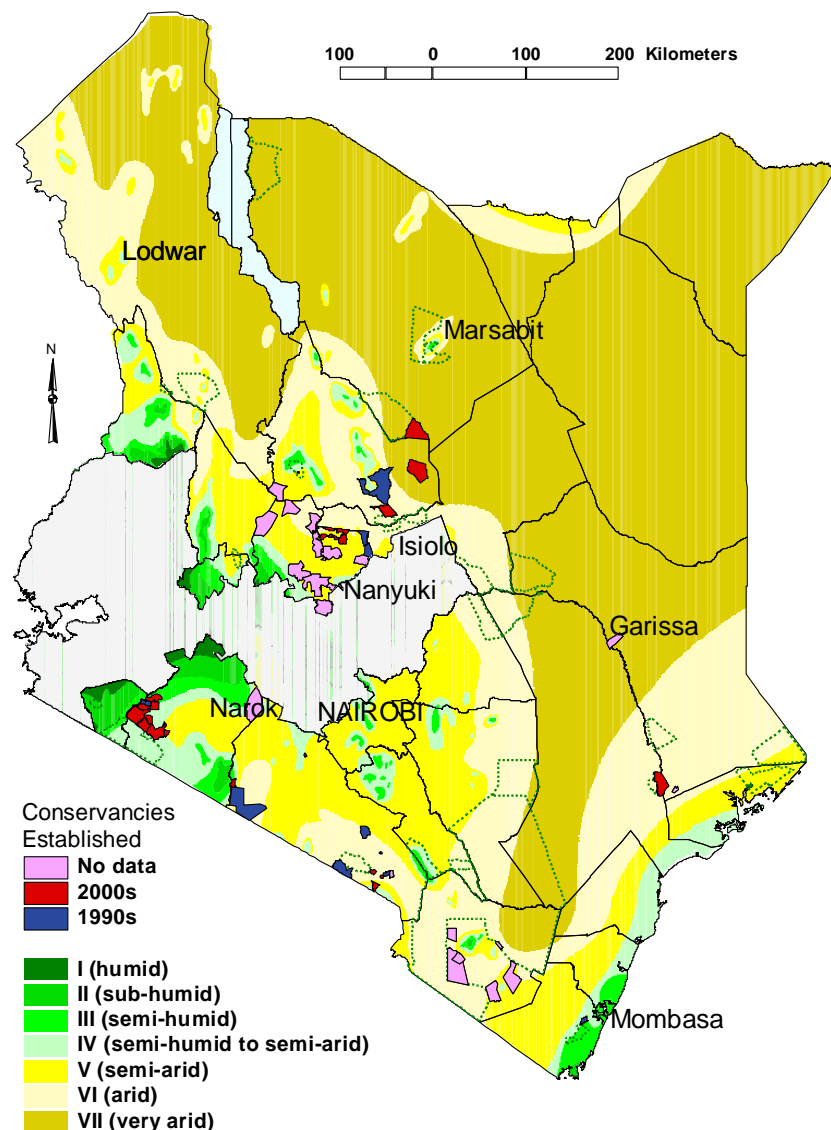 100 0 100 200 Kilometers
Lodwar
Marsabit
N
Isiolo
Nanyuki
Garissa
Narok
NAIROBI
Conservancies
Established
No data
2000s
1990s
I (humid)
II (sub-humid)
III (semi-humid)
IV (semi-humid to semi-arid)
V (semi-arid)
VI (arid)
VII (very arid)
Mombasa